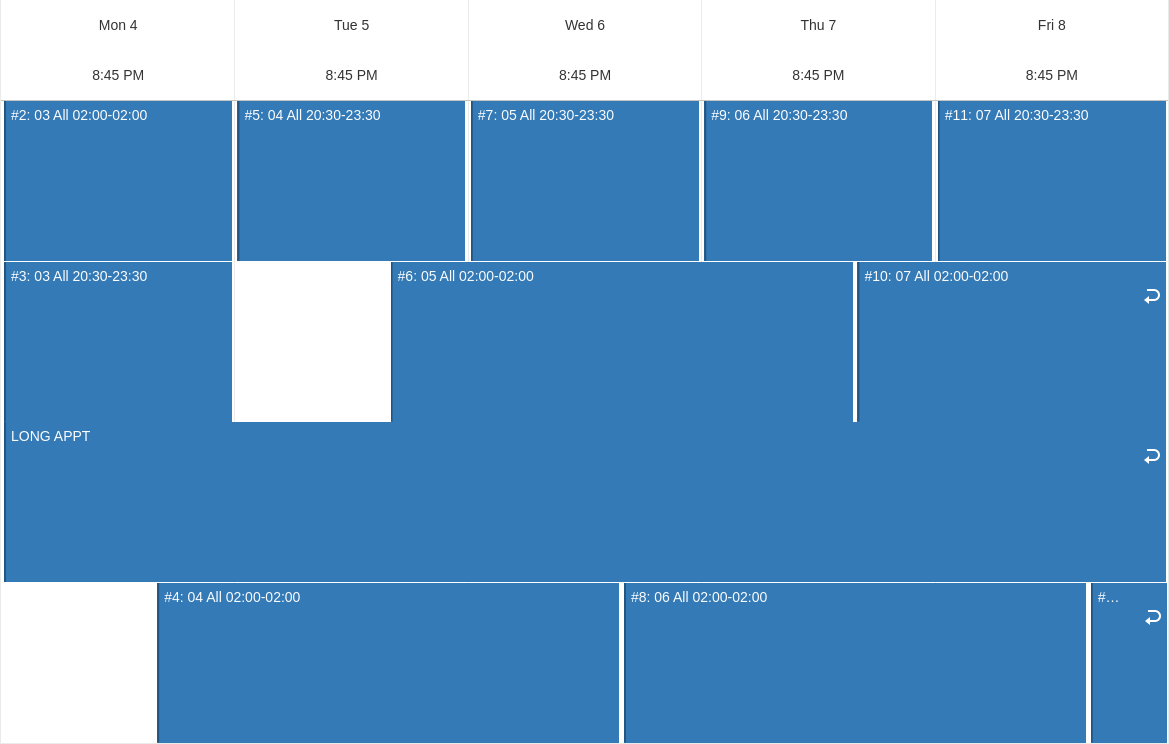 Mon 4 Tue 5 Wed 6 Thu 7 Fri 8
8:45 PM 8:45 PM 8:45 PM 8:45 PM 8:45 PM
#2: 03 All 02:00-02:00 #5: 04 All 20:30-23:30 #7: 05 All 20:30-23:30 #9: 06 All 20:30-23:30 #11: 07 All 20:30-23:30
#3: 03 All 20:30-23:30 #6: 05 All 02:00-02:00 #10: 07 All 02:00-02:00
LONG APPT
#4: 04 All 02:00-02:00 #8: 06 All 02:00-02:00 #…